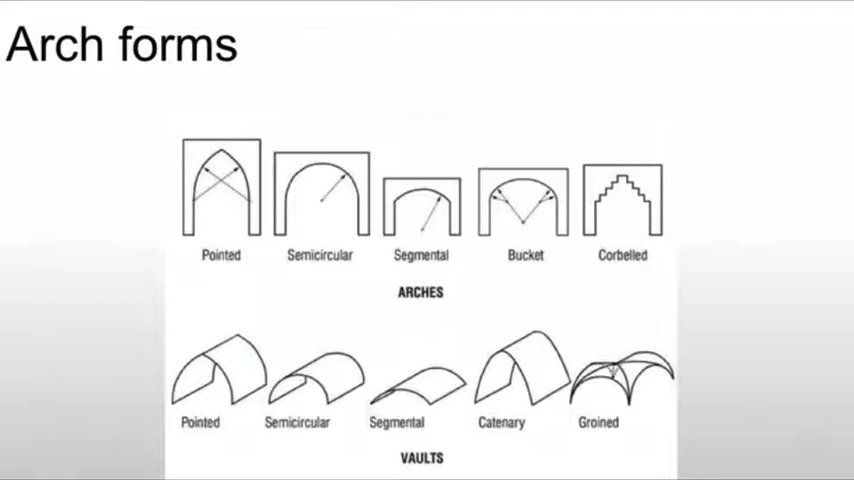 Arch forms
Pointed Semicircular Segmental Bucket Corbelled
ARCHES
Pointed Semicircular Segmental Catenary Groined
VAULTS